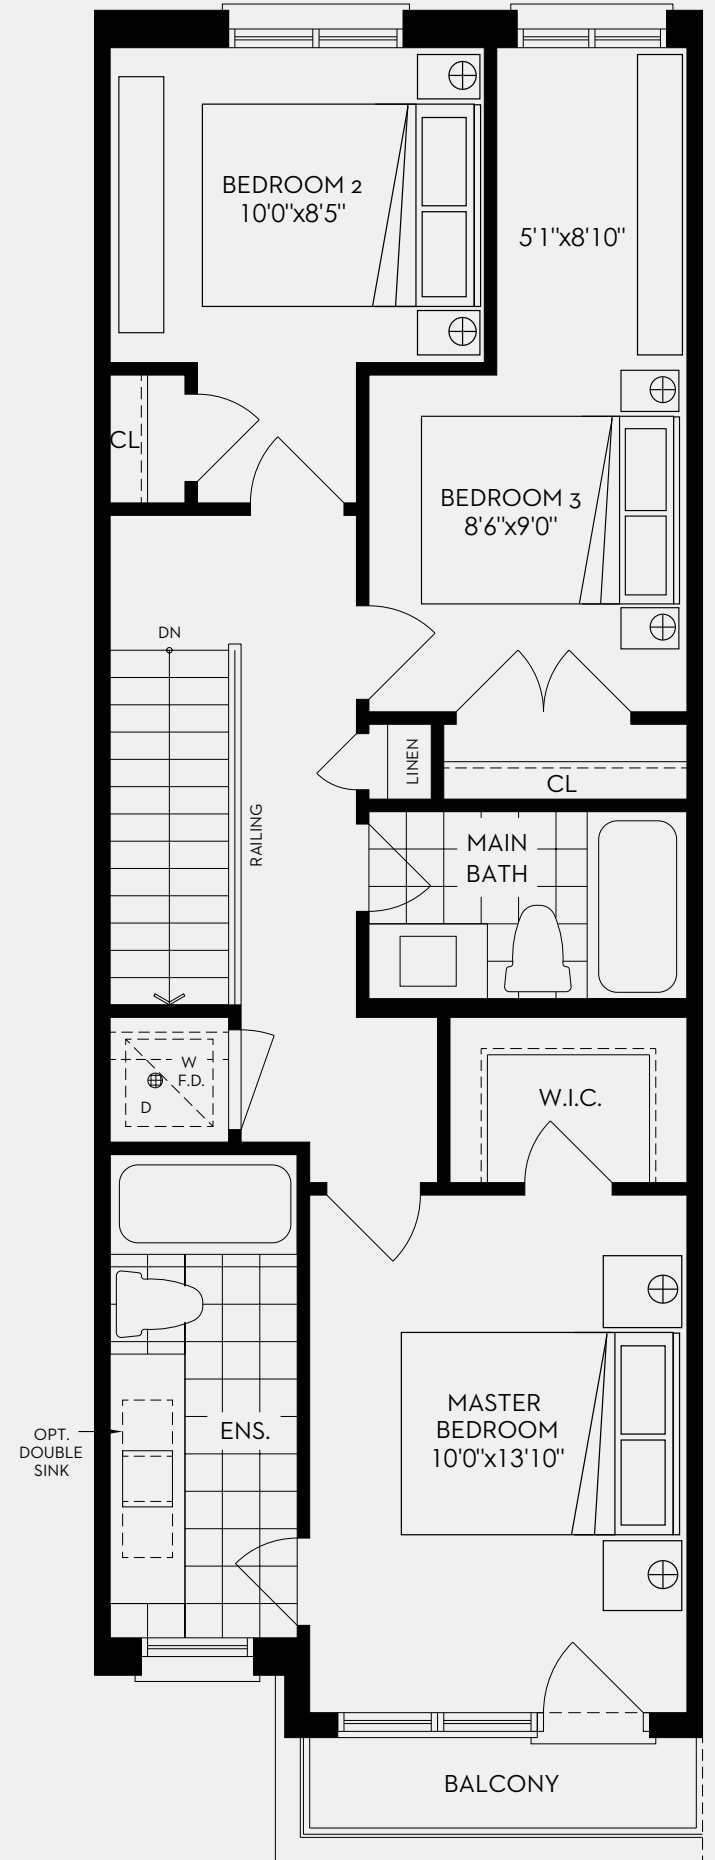 BEDROOM 2
10'0"x8'5"
5'1"x8'10"
CL
BEDROOM 3
8'6"x9'0"
DN
RAILING
LINEN
CL
MAIN
BATH
W
F.D.
D
W.I.C.
MASTER
BEDROOM
10'0"x13'10"
ENS.
OPT.
DOUBLE
SINK
BALCONY